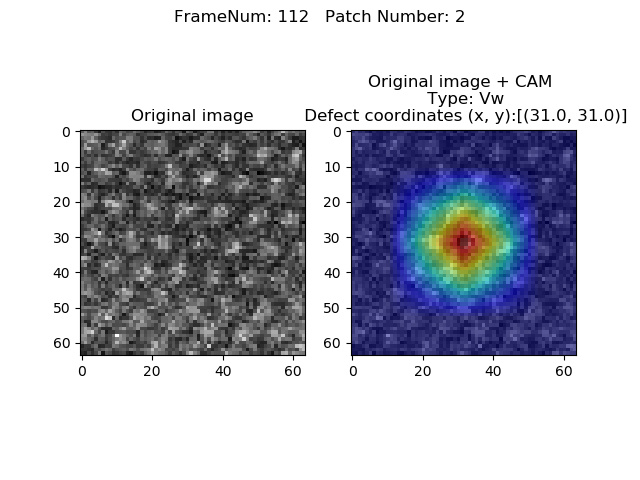 FrameNum: 112   Patch Number: 2
Original image
Original image + CAM
Type: Vw
Defect coordinates (x, y):[(31.0, 31.0)]
0
10
20
30
40
50
60
0 20 40 60
0
10
20
30
40
50
60
0 20 40 60